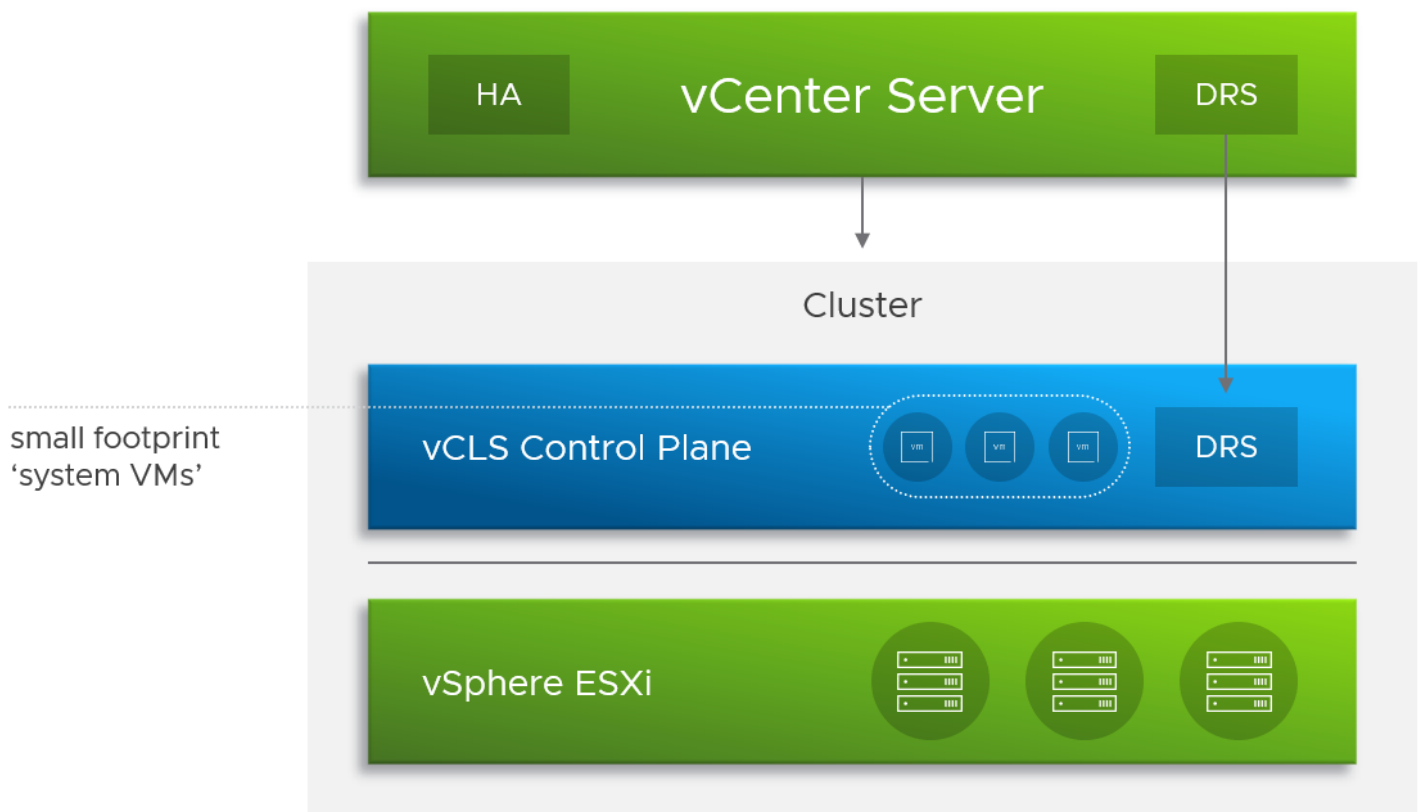 HA
vCenter Server
DRS
Cluster
small footprint
‘system VMs’
vCLS Control Plane
vm
vm
vm
DRS
vSphere ESXi